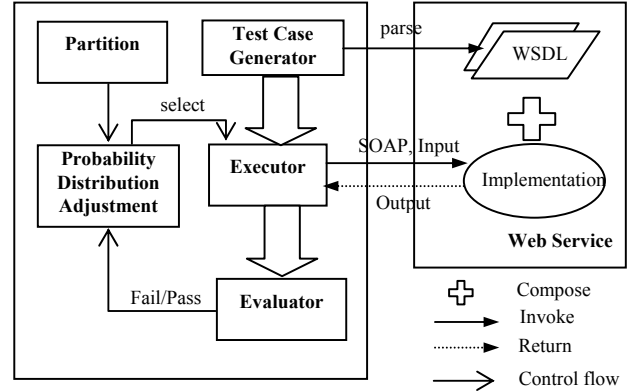 Partition
Test Case
Generator
parse
WSDL
select
Probability
Distribution
Adjustment
Executor
SOAP, Input
Implementation
Output
Web Service
Fail/Pass
Evaluator
Compose
Invoke
Return
Control flow